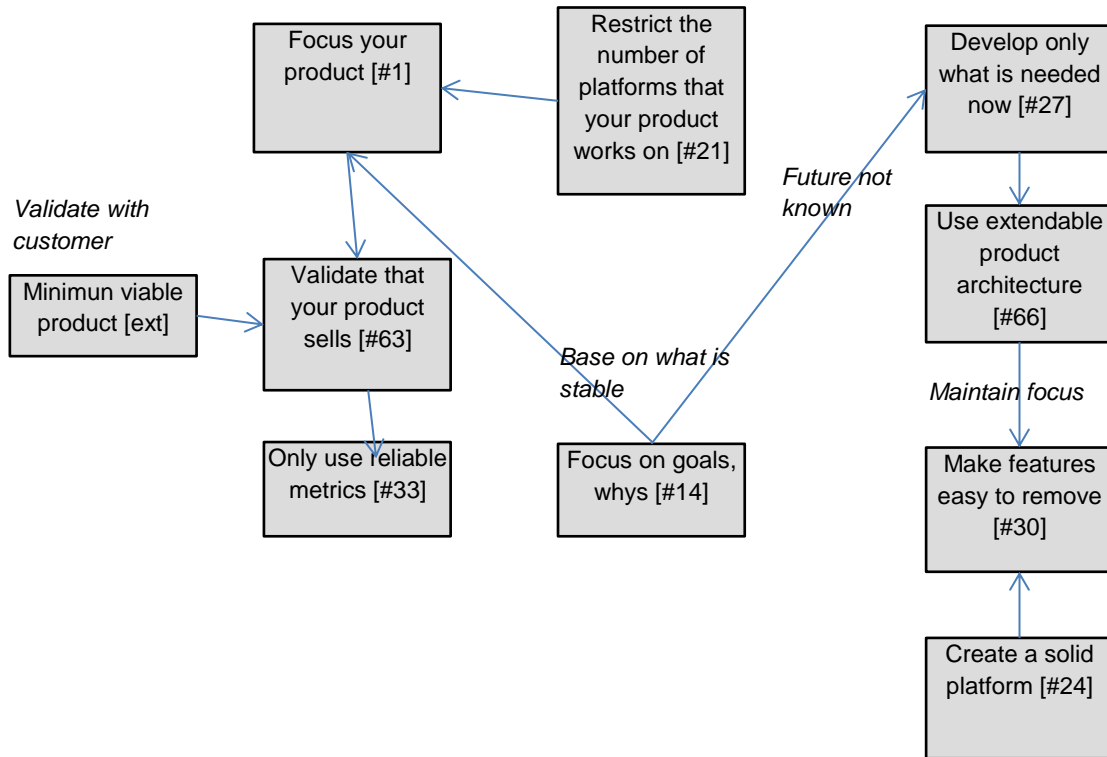 Focus your
product [#1]
Restrict the
number of
platforms that
your product
works on [#21]
Develop only
what is needed
now [#27]
Future not
known
Validate with
customer
Use extendable
product
architecture
[#66]
Minimun viable
product [ext]
Validate that
your product
sells [#63]
Base on what is
stable
Maintain focus
Only use reliable
metrics [#33]
Focus on goals,
whys [#14]
Make features
easy to remove
[#30]
Create a solid
platform [#24]